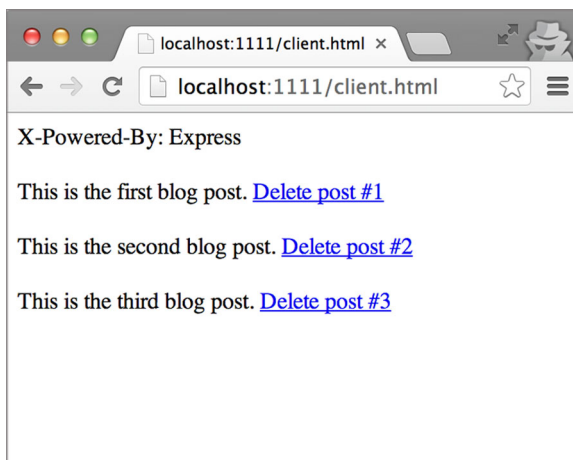 localhost:1111/client.html ×
localhost:1111/client.html
X-Powered-By: Express
This is the first blog post. Delete post #1
This is the second blog post. Delete post #2
This is the third blog post. Delete post #3